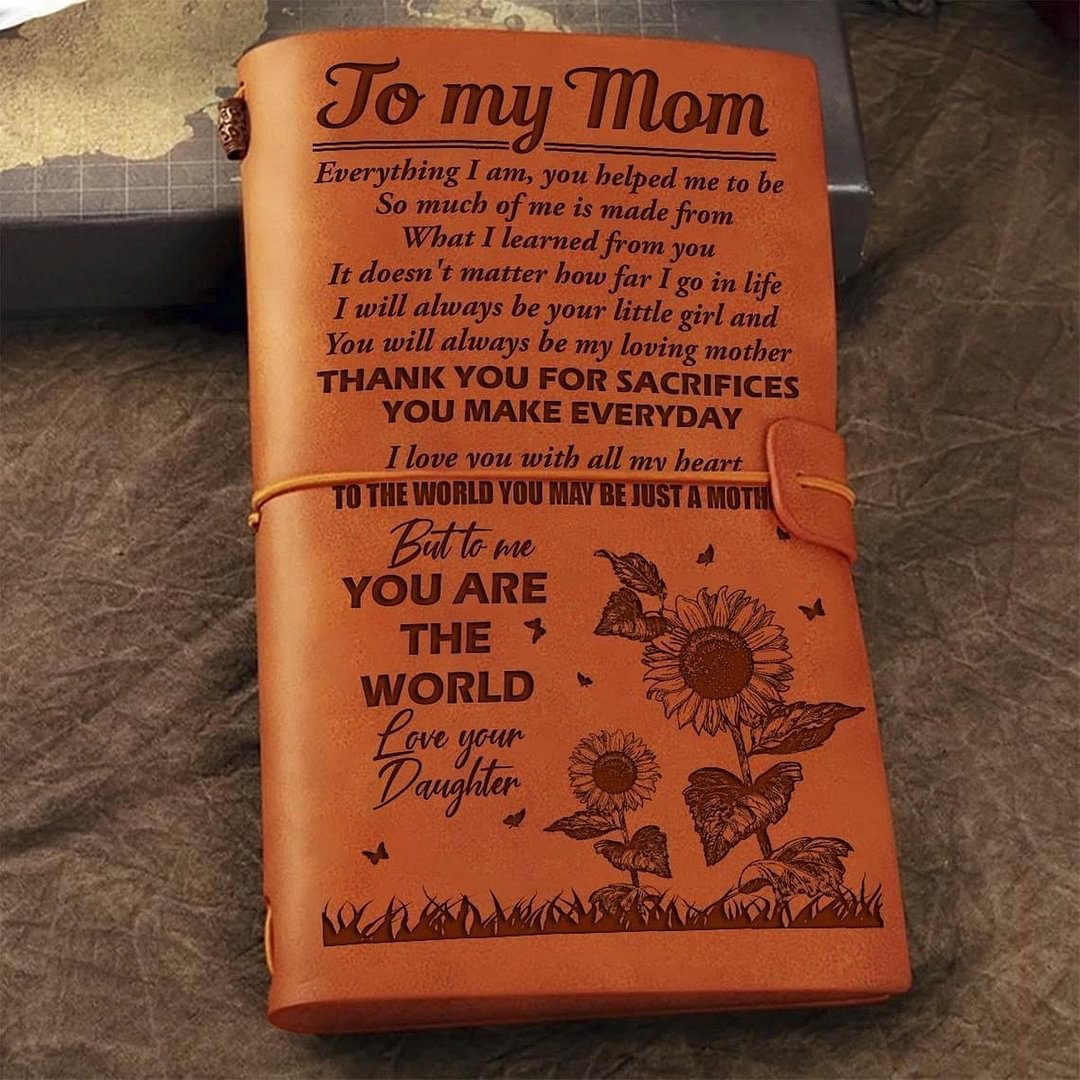 To my Mom
Everything I am, you helped me to be
So much of me is made from
What I learned from you
It doesn't matter how far I go in life
I will always be your little girl and
You will always be my loving mother
THANK YOU FOR SACRIFICES
YOU MAKE EVERYDAY
I love you with all my heart
TO THE WORLD YOU MAY BE JUST A MOTH
But to me
YOU ARE
THE
WORLD
Love your
Daughter